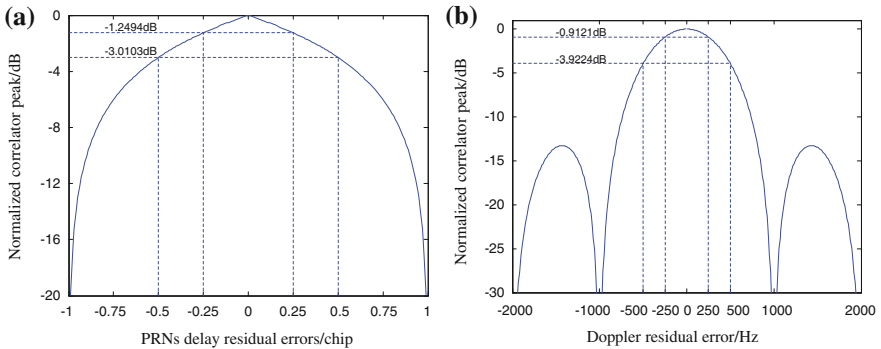 (a)
Normalized correlator peak/dB
0
-4
-8
-12
-16
-20
-1.2494dB
-3.0103dB
-1 -0.75 -0.5 -0.25 0 0.25 0.5 0.75 1
PRNs delay residual errors/chip
(b)
Normalized correlator peak/dB
0
-5
-10
-15
-20
-25
-30
-0.9121dB
-3.9224dB
-2000 -1000 -500 -250 0 250 500 1000 2000
Doppler residual error/Hz